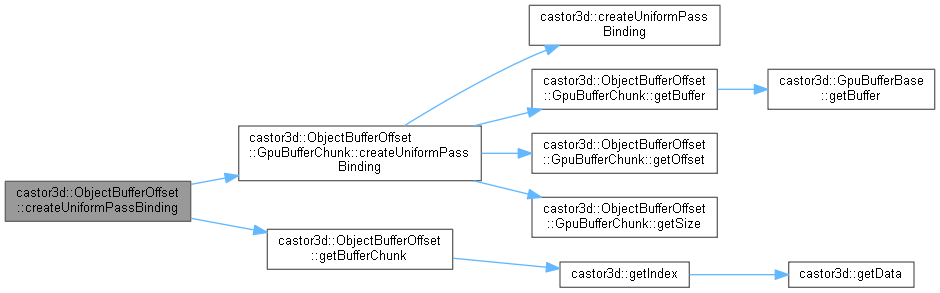 castor3d::createUniformPass
Binding
castor3d::ObjectBufferOffset
::GpuBufferChunk::getBuffer
castor3d::GpuBufferBase
::getBuffer
castor3d::ObjectBufferOffset
::GpuBufferChunk::createUniformPass
Binding
castor3d::ObjectBufferOffset
::GpuBufferChunk::getOffset
castor3d::ObjectBufferOffset
::createUniformPassBinding
castor3d::ObjectBufferOffset
::GpuBufferChunk::getSize
castor3d::ObjectBufferOffset
::getBufferChunk
castor3d::getIndex
castor3d::getData